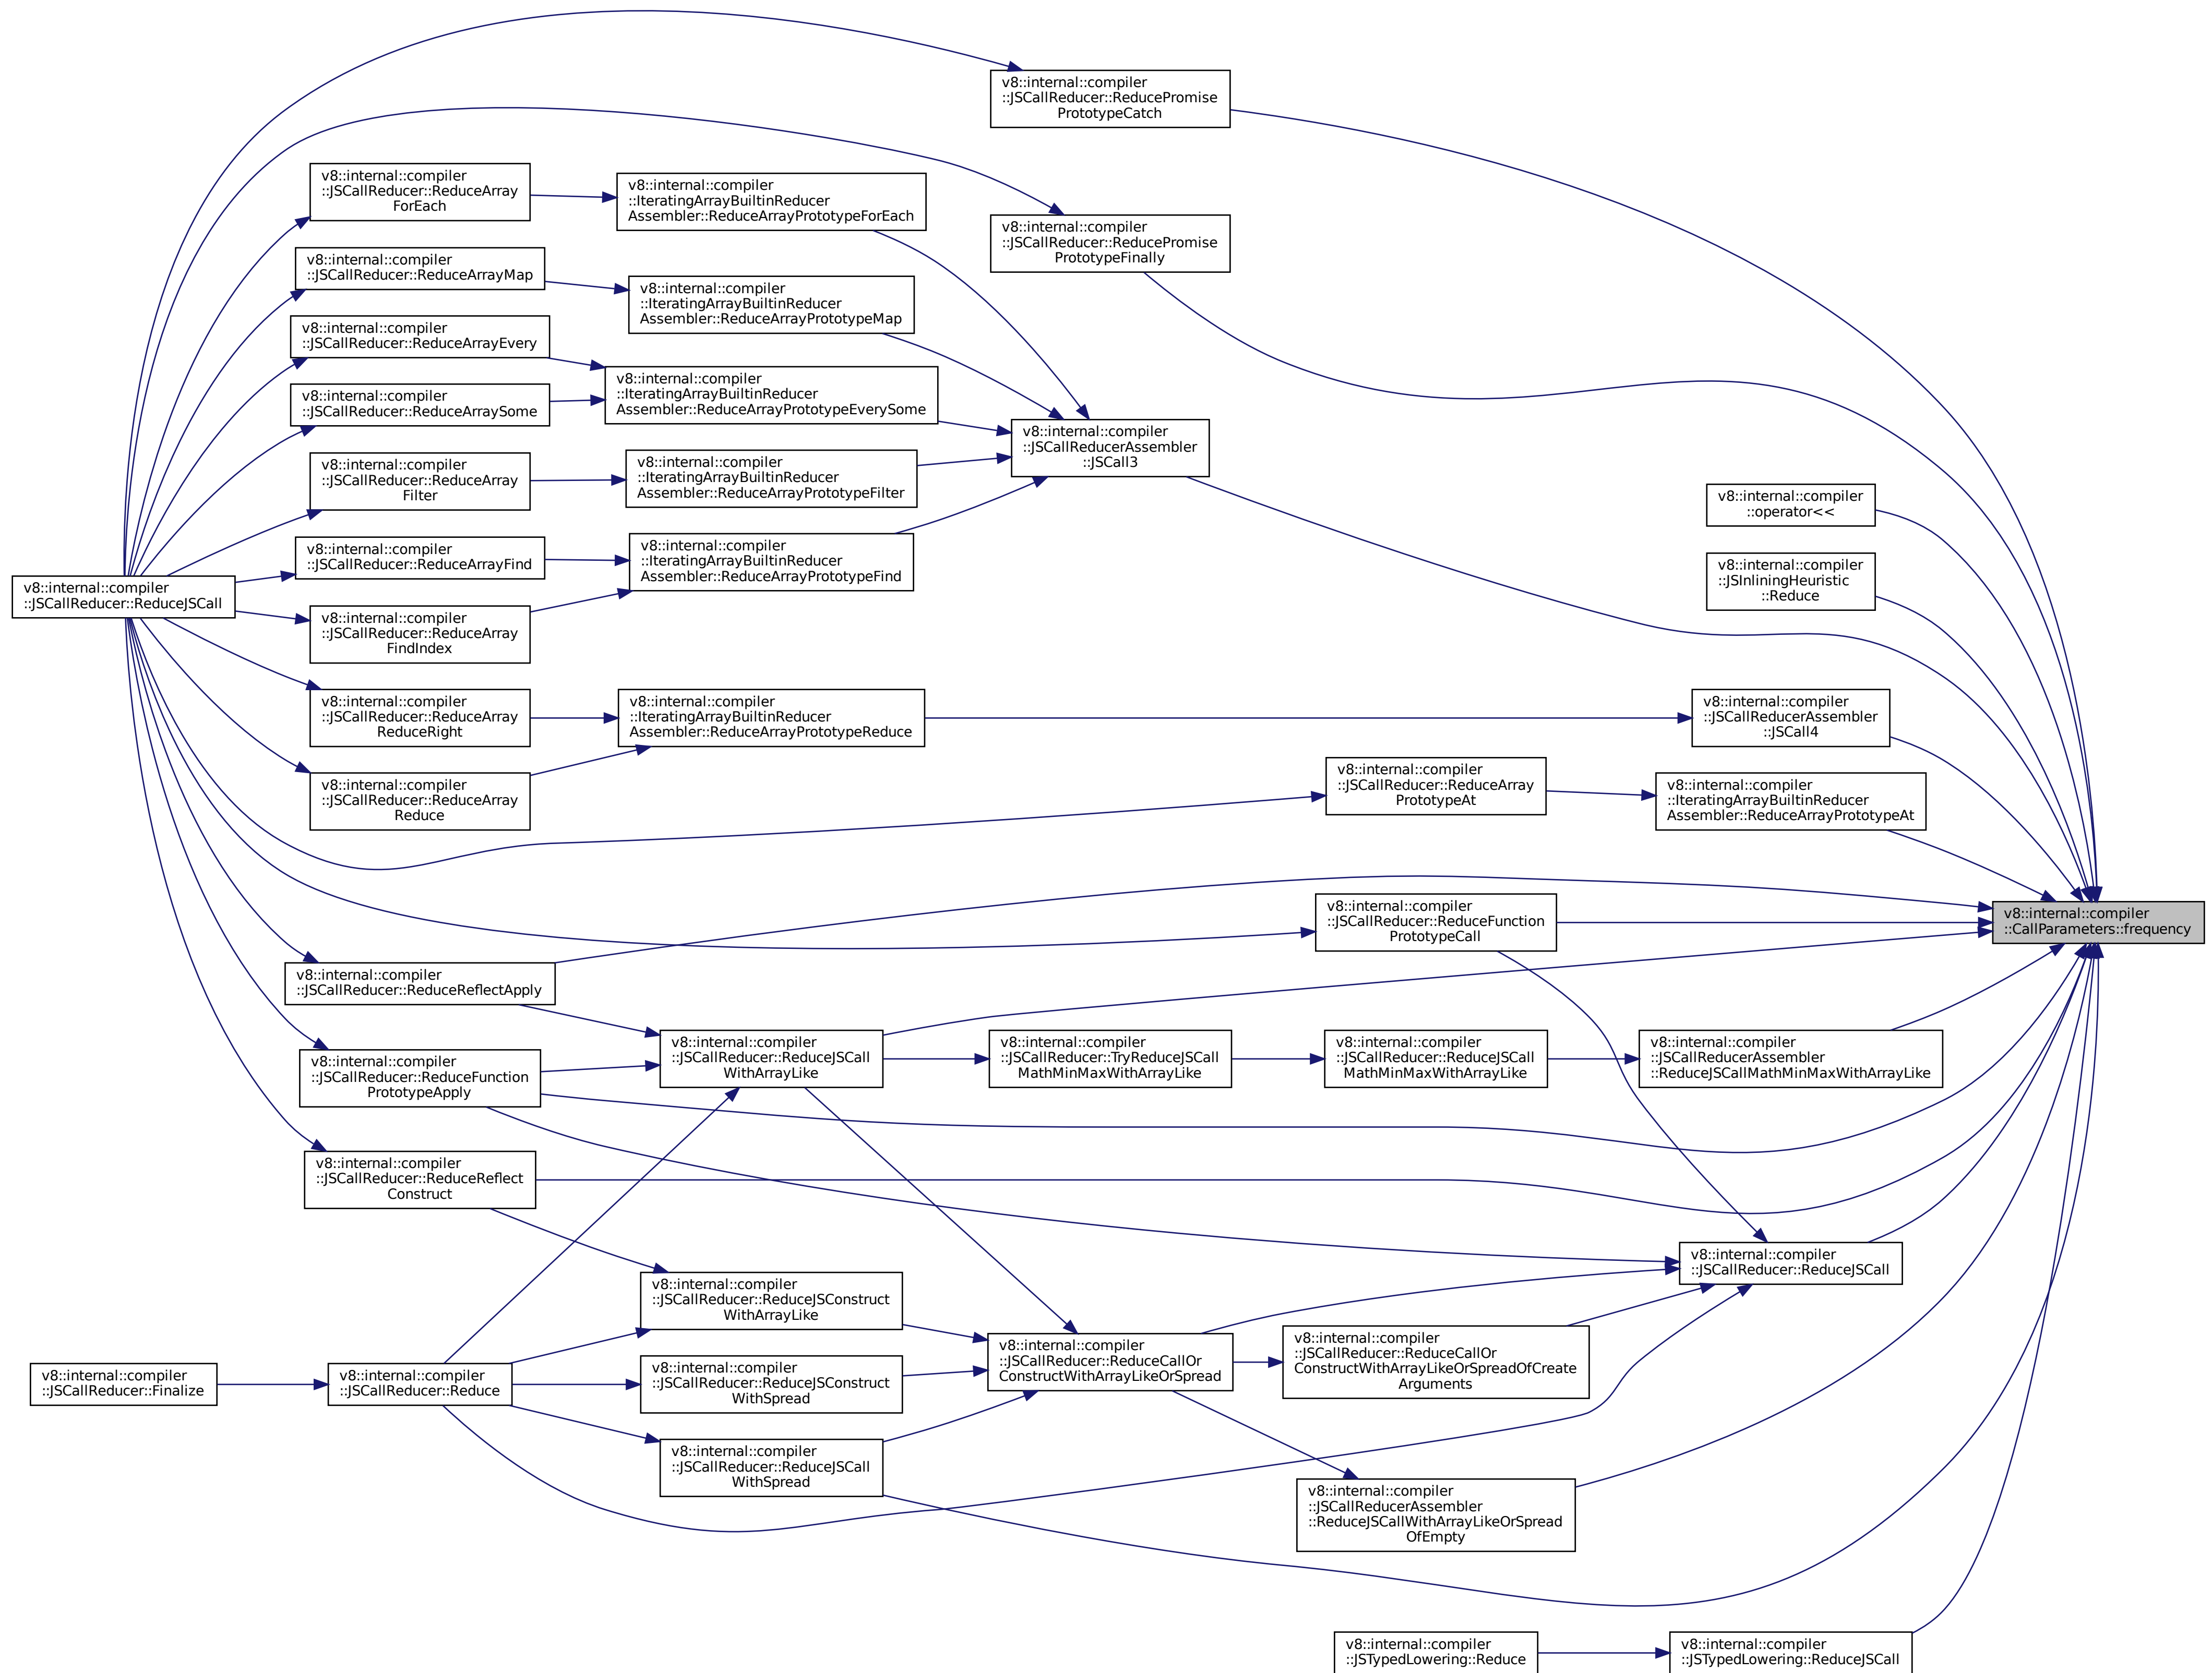 v8::internal::compiler
::JSCallReducer::ReducePromise
PrototypeCatch
v8::internal::compiler
::JSCallReducer::ReduceArray
ForEach
v8::internal::compiler
::IteratingArrayBuiltinReducer
Assembler::ReduceArrayPrototypeForEach
v8::internal::compiler
::JSCallReducer::ReducePromise
PrototypeFinally
v8::internal::compiler
::JSCallReducer::ReduceArrayMap
v8::internal::compiler
::IteratingArrayBuiltinReducer
Assembler::ReduceArrayPrototypeMap
v8::internal::compiler
::JSCallReducer::ReduceArrayEvery
v8::internal::compiler
::IteratingArrayBuiltinReducer
Assembler::ReduceArrayPrototypeEverySome
v8::internal::compiler
::JSCallReducer::ReduceArraySome
v8::internal::compiler
::JSCallReducerAssembler
::JSCall3
v8::internal::compiler
::JSCallReducer::ReduceArray
Filter
v8::internal::compiler
::IteratingArrayBuiltinReducer
Assembler::ReduceArrayPrototypeFilter
v8::internal::compiler
::operator<<
v8::internal::compiler
::JSCallReducer::ReduceArrayFind
v8::internal::compiler
::IteratingArrayBuiltinReducer
Assembler::ReduceArrayPrototypeFind
v8::internal::compiler
::JSInliningHeuristic
::Reduce
v8::internal::compiler
::JSCallReducer::ReduceJSCall
v8::internal::compiler
::JSCallReducer::ReduceArray
FindIndex
v8::internal::compiler
::JSCallReducer::ReduceArray
ReduceRight
v8::internal::compiler
::IteratingArrayBuiltinReducer
Assembler::ReduceArrayPrototypeReduce
v8::internal::compiler
::JSCallReducerAssembler
::JSCall4
v8::internal::compiler
::JSCallReducer::ReduceArray
Reduce
v8::internal::compiler
::JSCallReducer::ReduceArray
PrototypeAt
v8::internal::compiler
::IteratingArrayBuiltinReducer
Assembler::ReduceArrayPrototypeAt
v8::internal::compiler
::JSCallReducer::ReduceFunction
PrototypeCall
v8::internal::compiler
::CallParameters::frequency
v8::internal::compiler
::JSCallReducer::ReduceReflectApply
v8::internal::compiler
::JSCallReducer::ReduceFunction
PrototypeApply
v8::internal::compiler
::JSCallReducer::ReduceJSCall
WithArrayLike
v8::internal::compiler
::JSCallReducer::TryReduceJSCall
MathMinMaxWithArrayLike
v8::internal::compiler
::JSCallReducer::ReduceJSCall
MathMinMaxWithArrayLike
v8::internal::compiler
::JSCallReducerAssembler
::ReduceJSCallMathMinMaxWithArrayLike
v8::internal::compiler
::JSCallReducer::ReduceReflect
Construct
v8::internal::compiler
::JSCallReducer::ReduceJSCall
v8::internal::compiler
::JSCallReducer::ReduceJSConstruct
WithArrayLike
v8::internal::compiler
::JSCallReducer::Finalize
v8::internal::compiler
::JSCallReducer::Reduce
v8::internal::compiler
::JSCallReducer::ReduceJSConstruct
WithSpread
v8::internal::compiler
::JSCallReducer::ReduceCallOr
ConstructWithArrayLikeOrSpread
v8::internal::compiler
::JSCallReducer::ReduceCallOr
ConstructWithArrayLikeOrSpreadOfCreate
Arguments
v8::internal::compiler
::JSCallReducer::ReduceJSCall
WithSpread
v8::internal::compiler
::JSCallReducerAssembler
::ReduceJSCallWithArrayLikeOrSpread
OfEmpty
v8::internal::compiler
::JSTypedLowering::Reduce
v8::internal::compiler
::JSTypedLowering::ReduceJSCall